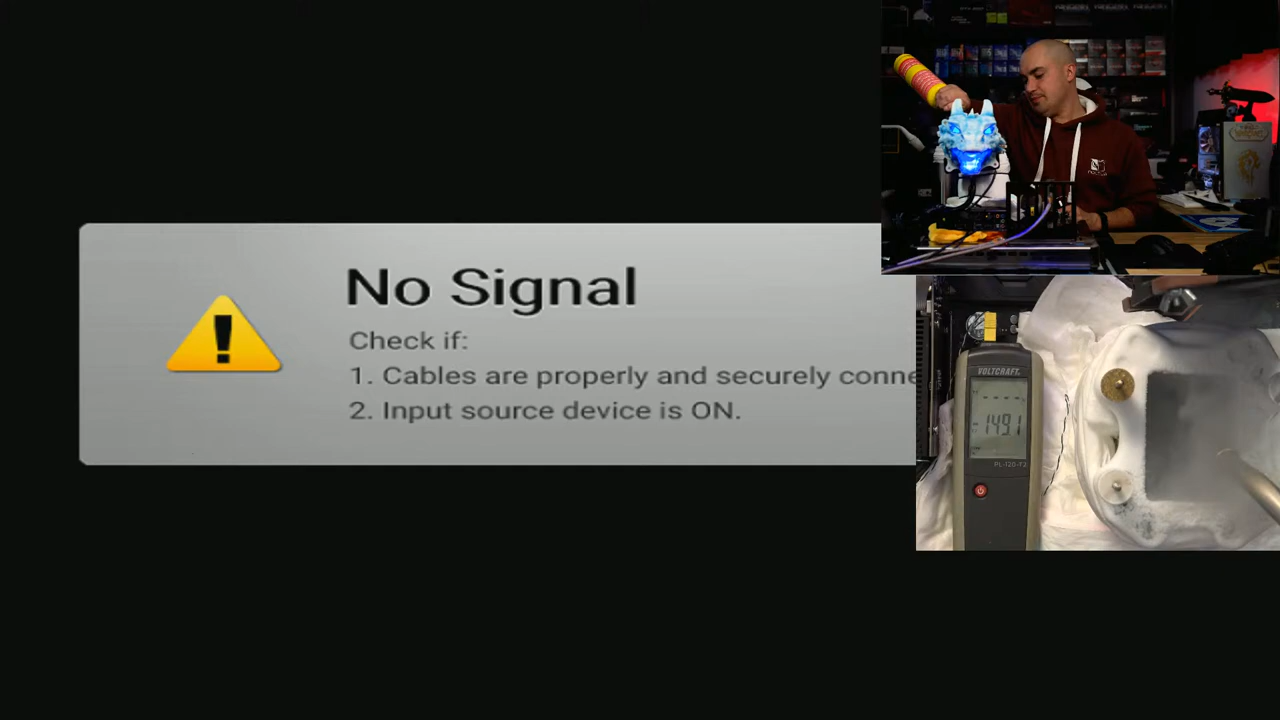 No Signal
Check if:
1. Cables are properly and securely conne
2. Input source device is ON.
VOLTCRAFT
- - - -
-149.1
PL-120-T2